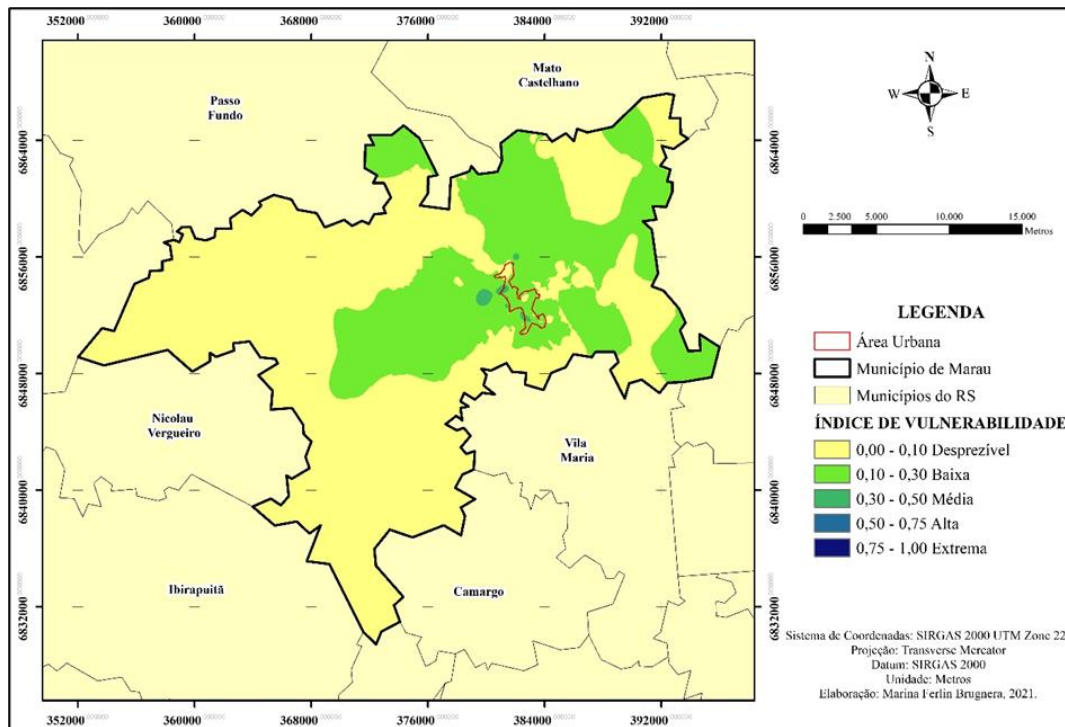 352000 360000 368000 376000 384000 392000
Mato
Castelhano
Passo
Fundo
N
W E
S
6864000 6864000
0 2.500 5.000 10.000 15.000
Metros
6856000 6856000
LEGENDA
Área Urbana
Município de Marau
Municípios do RS
6848000 6848000
Nicolau
Vergueiro
Vila
Maria
ÍNDICE DE VULNERABILIDADE
0,00 - 0,10 Desprezível
0,10 - 0,30 Baixa
0,30 - 0,50 Média
0,50 - 0,75 Alta
0,75 - 1,00 Extrema
6840000 6840000
Ibirapuitã
Camargo
6832000 6832000
Sistema de Coordenadas: SIRGAS 2000 UTM Zone 22
Projeção: Transverse Mercator
Datum: SIRGAS 2000
Unidade: Metros
Elaboração: Marina Ferlin Brugnera, 2021.
352000 360000 368000 376000 384000 392000